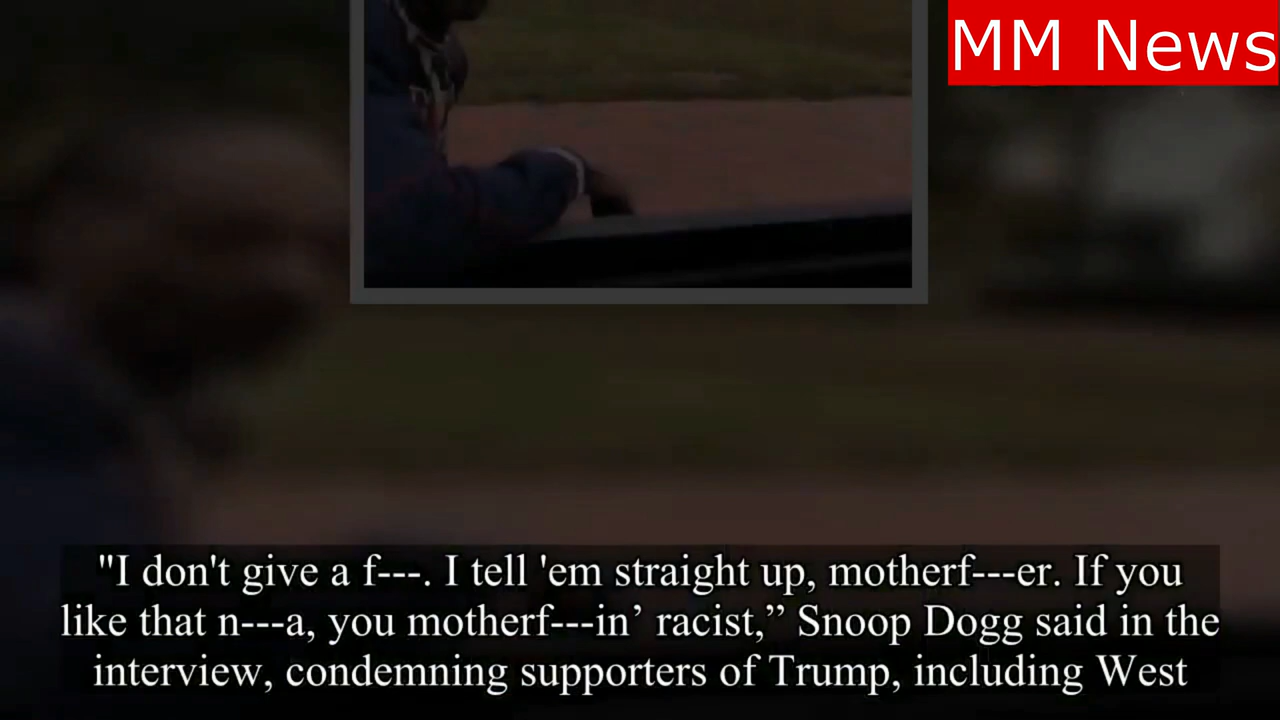 MM News
"I don't give a f---. I tell 'em straight up, motherf---er. If you
like that n---a, you motherf---in’ racist,” Snoop Dogg said in the
interview, condemning supporters of Trump, including West